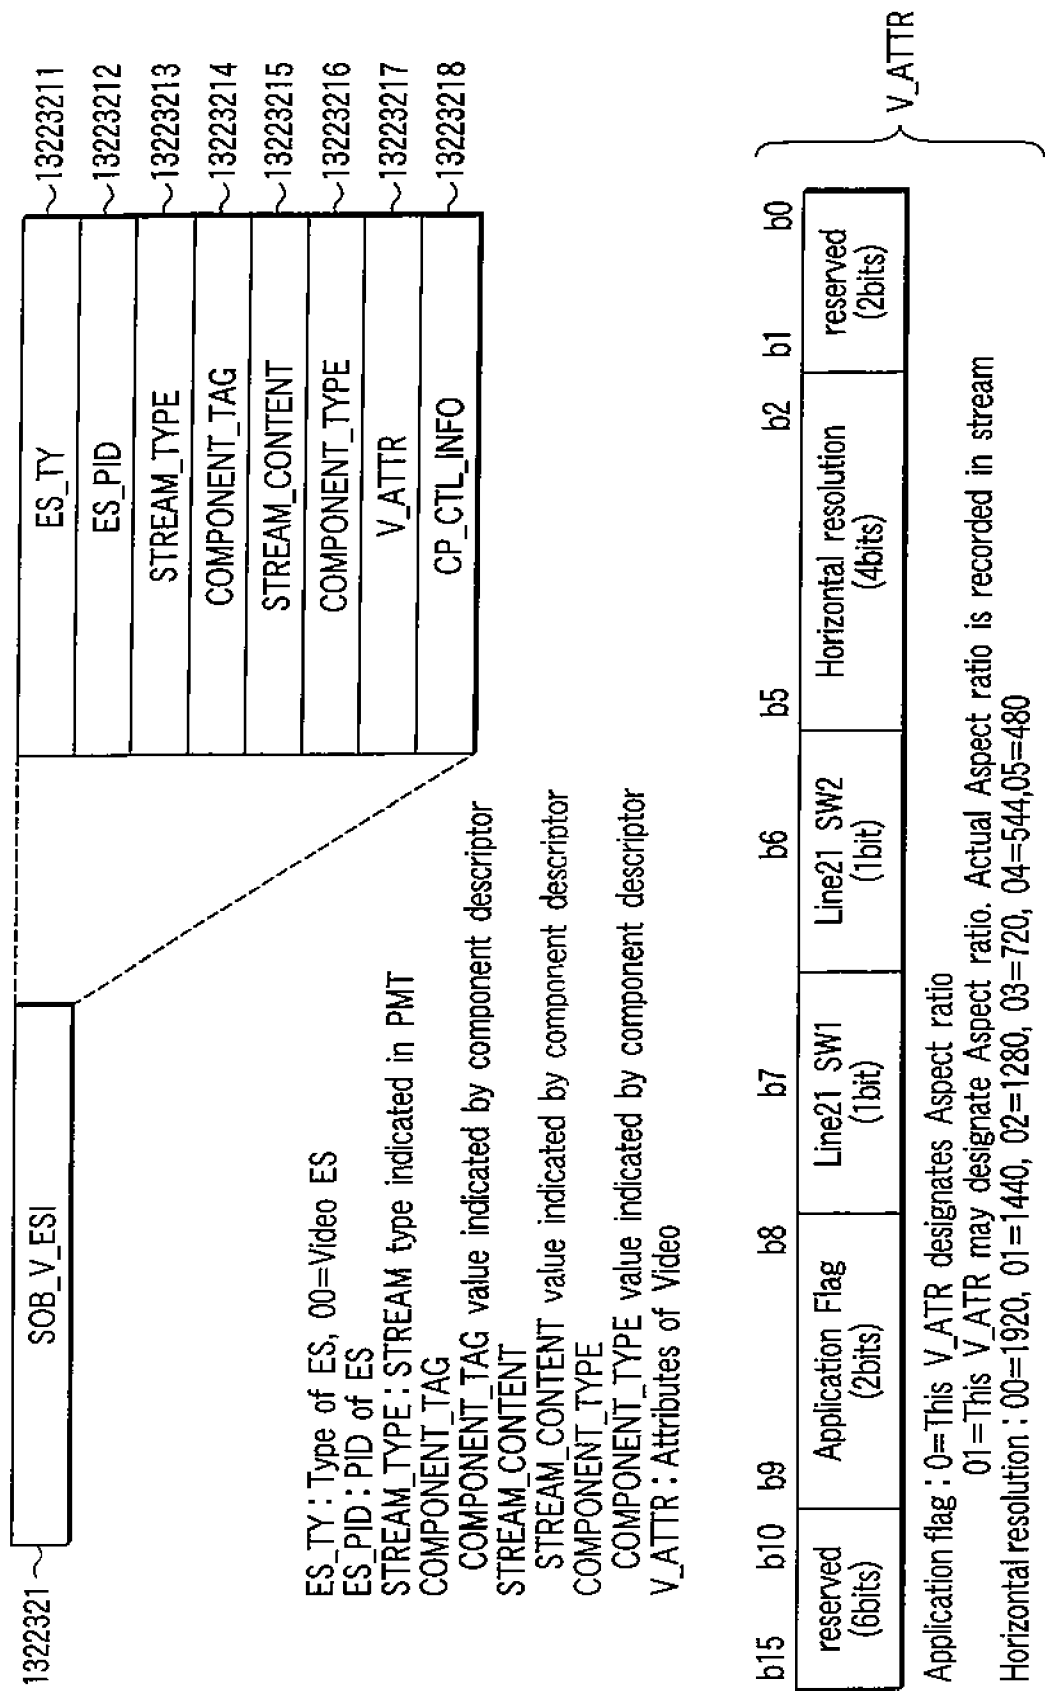 1322321
SOB_V_ESI
ES_TY
13223211
ES_PID
13223212
STREAM_TYPE
13223213
COMPONENT_TAG
13223214
STREAM_CONTENT
13223215
COMPONENT_TYPE
13223216
V_ATTR
13223217
CP_CTL_INFO
13223218
ES_TY : Type of ES, 00=Video ES
ES_PID : PID of ES
STREAM_TYPE : STREAM type indicated in PMT
COMPONENT_TAG
COMPONENT_TAG value indicated by component descriptor
STREAM_CONTENT
STREAM_CONTENT value indicated by component descriptor
COMPONENT_TYPE
COMPONENT_TYPE value indicated by component descriptor
V_ATTR : Attributes of Video
b15 b10 b9 b8 b7 b6 b5 b2 b1 b0
reserved
(6bits)
Application Flag
(2bits)
Line21 SW1
(1bit)
Line21 SW2
(1bit)
Horizontal resolution
(4bits)
reserved
(2bits)
V_ATTR
Application flag : 0=This V_ATR designates Aspect ratio
01=This V_ATR may designate Aspect ratio. Actual Aspect ratio is recorded in stream
Horizontal resolution : 00=1920, 01=1440, 02=1280, 03=720, 04=544,05=480